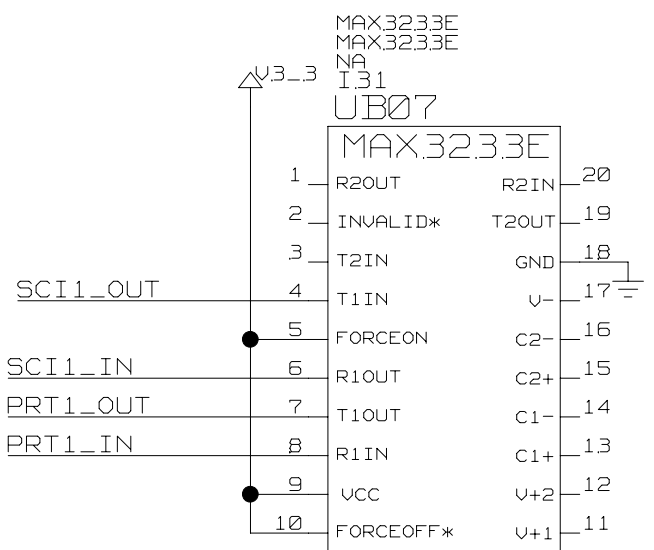 MAX3233E
MAX3233E
NA
I31
V3_3
UB07
MAX3233E
1 R2OUT R2IN 20
2 INVALID* T2OUT 19
3 T2IN GND 18
SCI1_OUT 4 T1IN V- 17
5 FORCEON C2- 16
SCI1_IN 6 R1OUT C2+ 15
PRT1_OUT 7 T1OUT C1- 14
PRT1_IN 8 R1IN C1+ 13
9 VCC V+2 12
10 FORCEOFF* V+1 11